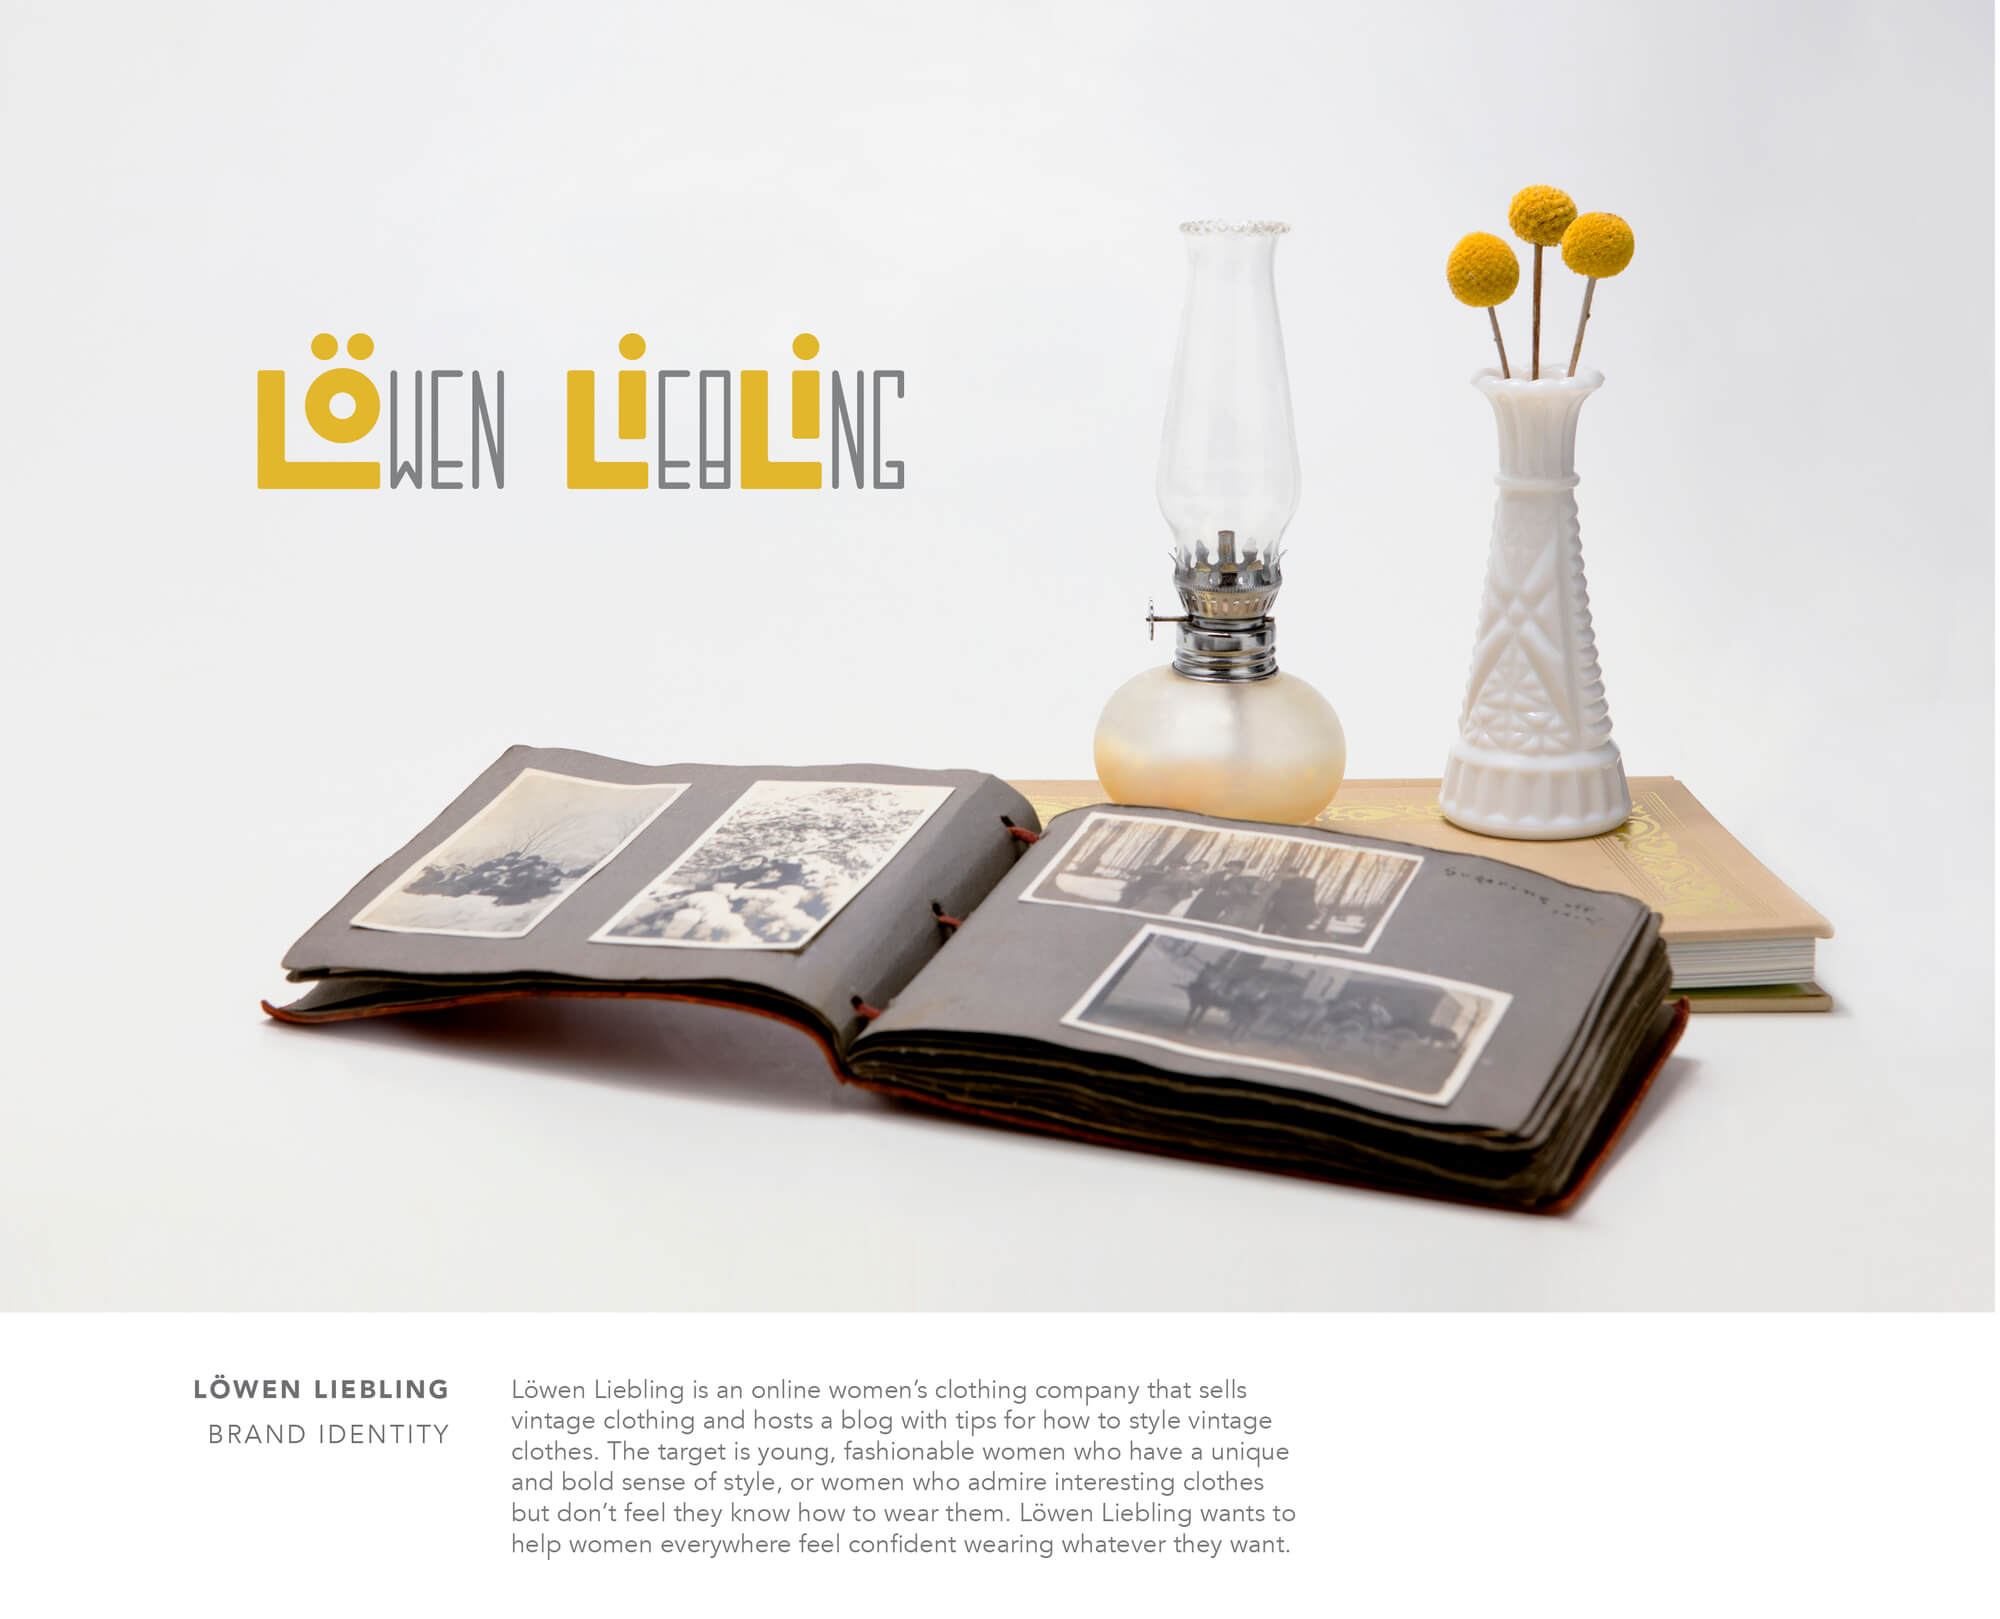 LÖWEN LIEBLING
Sugaring off
LÖWEN LIEBLING
BRAND IDENTITY
Löwen Liebling is an online women’s clothing company that sells
vintage clothing and hosts a blog with tips for how to style vintage
clothes. The target is young, fashionable women who have a unique
and bold sense of style, or women who admire interesting clothes
but don’t feel they know how to wear them. Löwen Liebling wants to
help women everywhere feel confident wearing whatever they want.